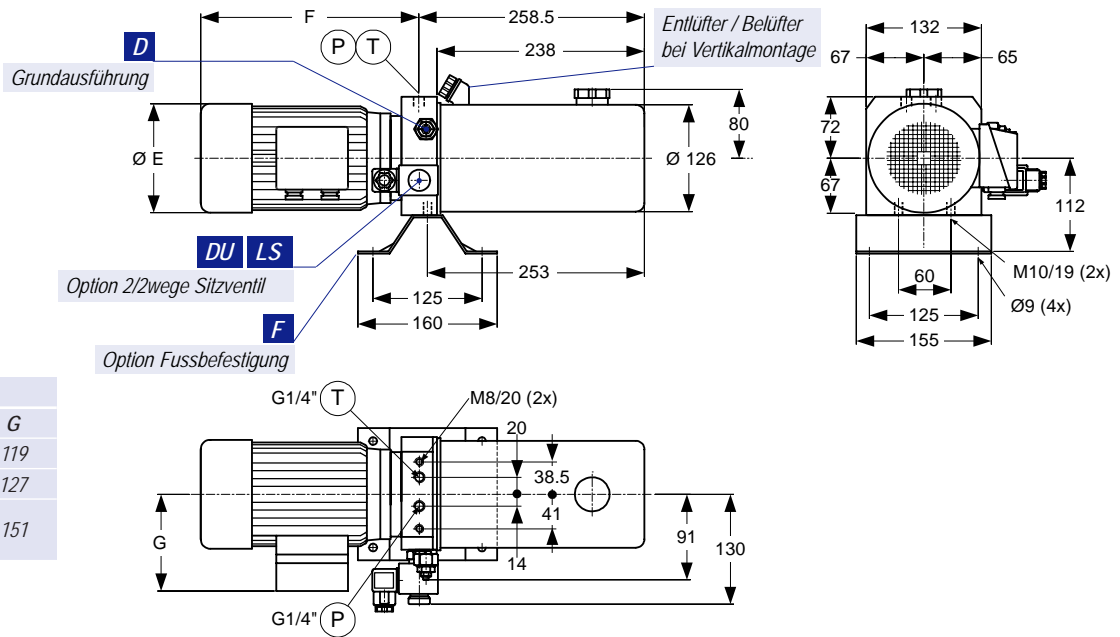 F
258.5
D
P
T
238
Entlüfter / Belüfter
bei Vertikalmontage
Grundausführung
132
67
65
80
72
Ø E
Ø 126
67
112
DU
LS
253
Option 2/2wege Sitzventil
125
160
60
M10/19 (2x)
Ø9 (4x)
125
155
F
Option Fussbefestigung
G1/4"
T
M8/20 (2x)
20
G
119
38.5
127
41
151
91
130
G
14
G1/4"
P